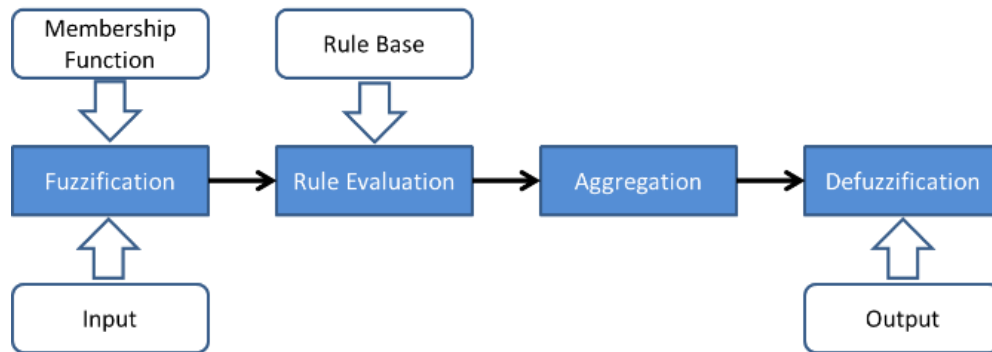 Membership
Function
Rule Base
Fuzzification
Rule Evaluation
Aggregation
Defuzzification
Input
Output